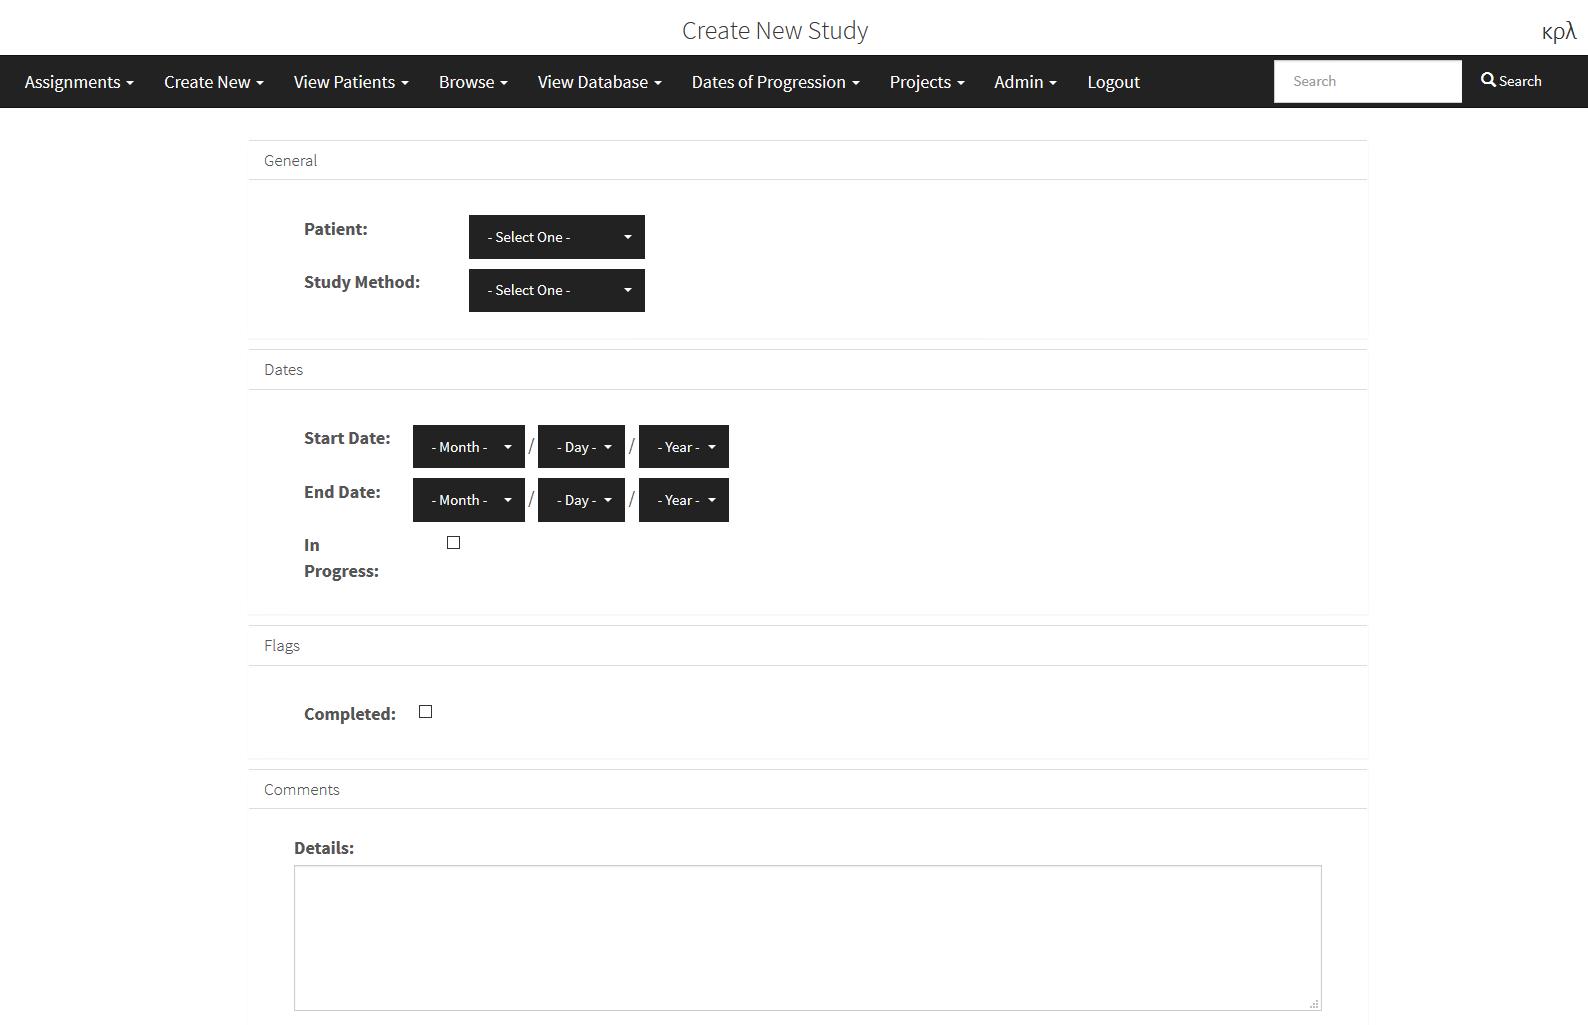 Create New Study
κρλ
Assignments Create New View Patients Browse View Database Dates of Progression Projects Admin Logout Search Search
General
Patient: - Select One -
Study Method: - Select One -
Dates
Start Date: - Month - / - Day - / - Year -
End Date: - Month - / - Day - / - Year -
In
Progress:
Flags
Completed:
Comments
Details: